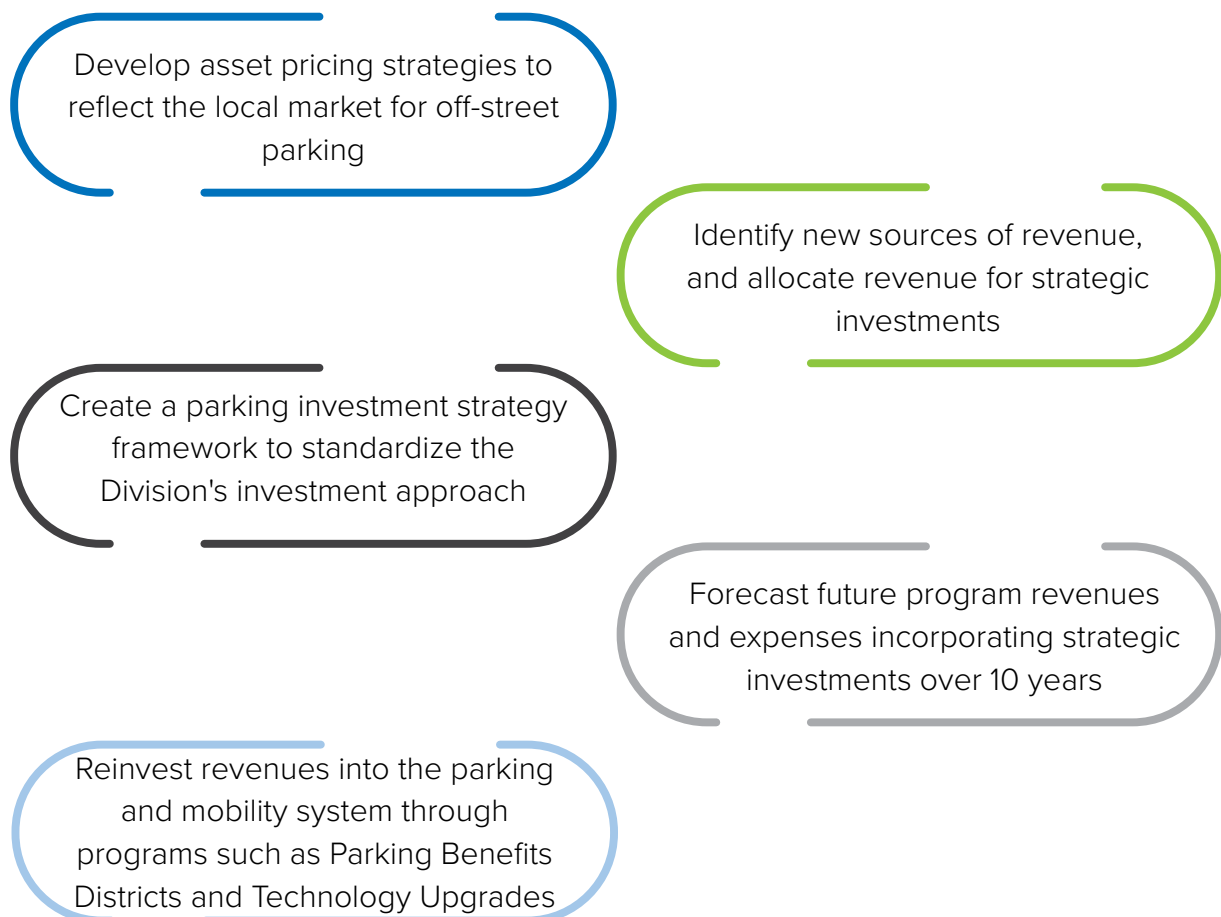 Develop asset pricing strategies to
reflect the local market for off-street
parking
Identify new sources of revenue,
and allocate revenue for strategic
investments
Create a parking investment strategy
framework to standardize the
Division's investment approach
Forecast future program revenues
and expenses incorporating strategic
investments over 10 years
Reinvest revenues into the parking
and mobility system through
programs such as Parking Benefits
Districts and Technology Upgrades